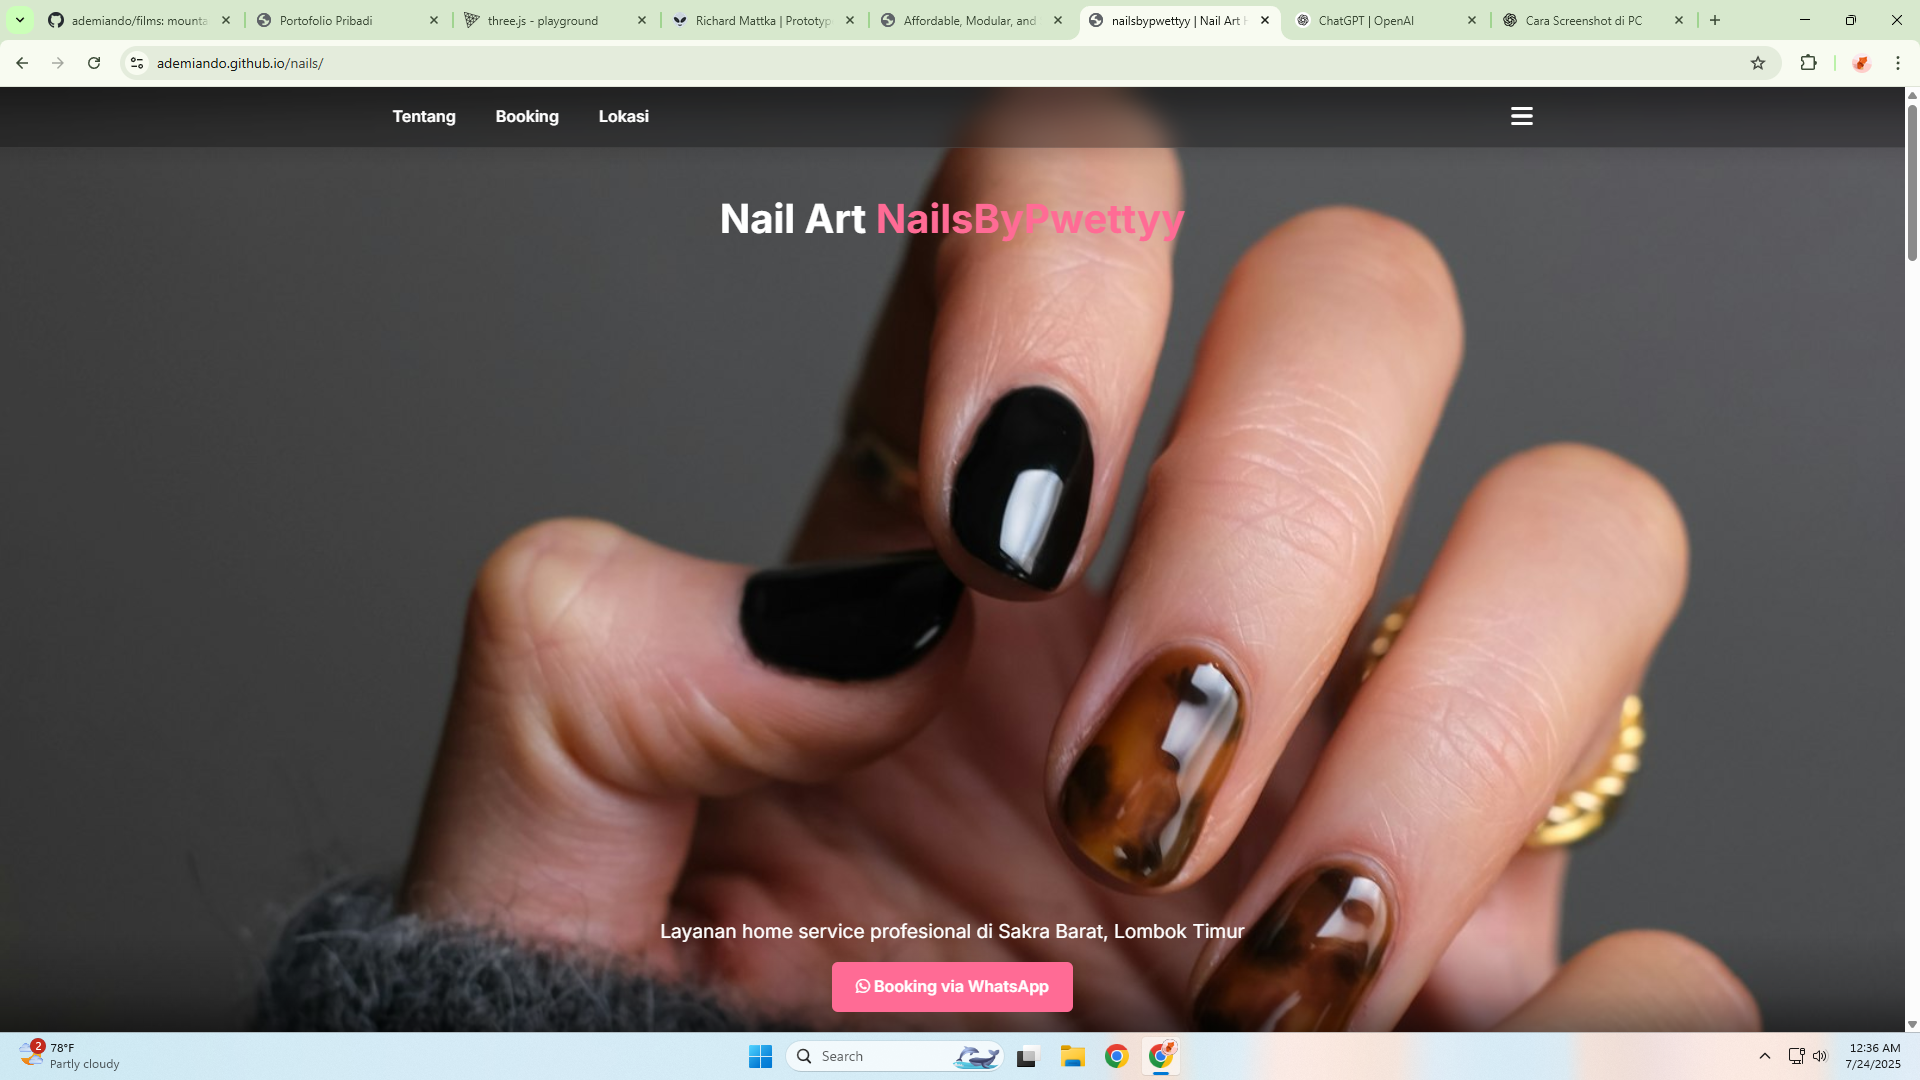 ademiando/films: mounta
Portofolio Pribadi
three.js - playground
Richard Mattka | Prototyp
Affordable, Modular, and
nailsbypwettyy | Nail Art H
ChatGPT | OpenAI
Cara Screenshot di PC
ademiando.github.io/nails/
Tentang
Booking
Lokasi
Nail Art NailsByPwettyy
Layanan home service profesional di Sakra Barat, Lombok Timur
Booking via WhatsApp
2
78°F
Partly cloudy
Search
12:36 AM
7/24/2025